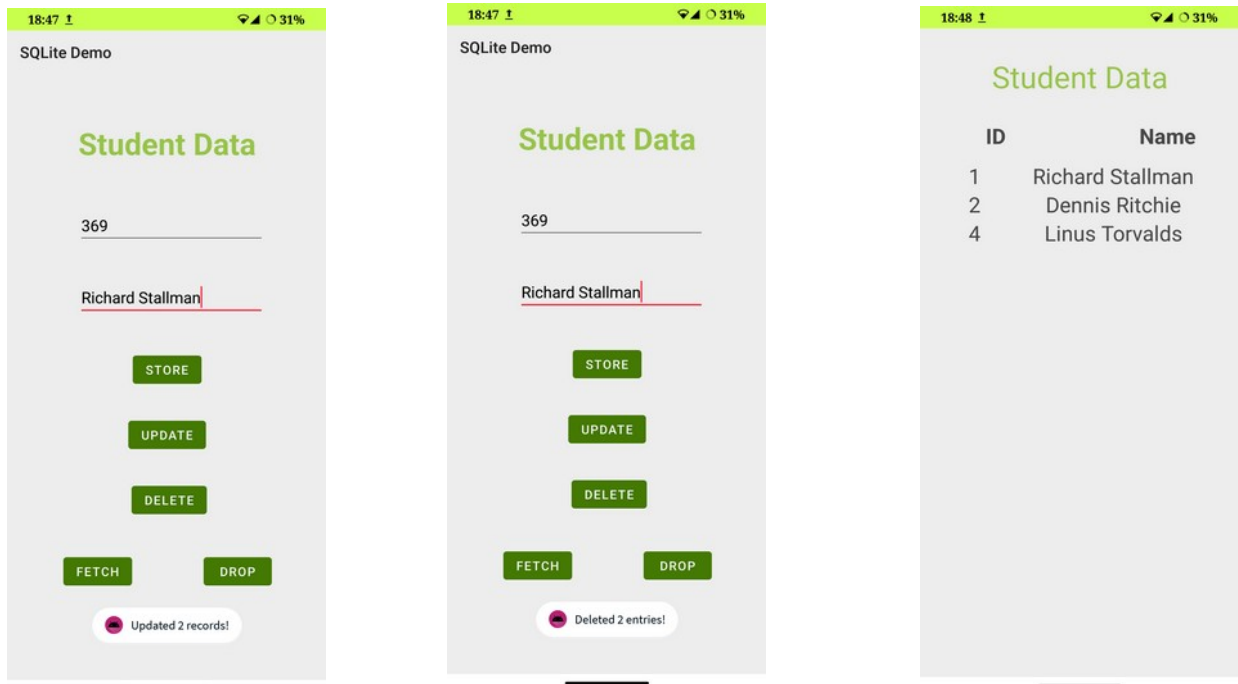 18:47 31%
SQLite Demo
Student Data
369
Richard Stallman
STORE
UPDATE
DELETE
FETCH DROP
Updated 2 records!
18:47 31%
SQLite Demo
Student Data
369
Richard Stallman
STORE
UPDATE
DELETE
FETCH DROP
Deleted 2 entries!
18:48 31%
Student Data
ID Name
1 Richard Stallman
2 Dennis Ritchie
4 Linus Torvalds